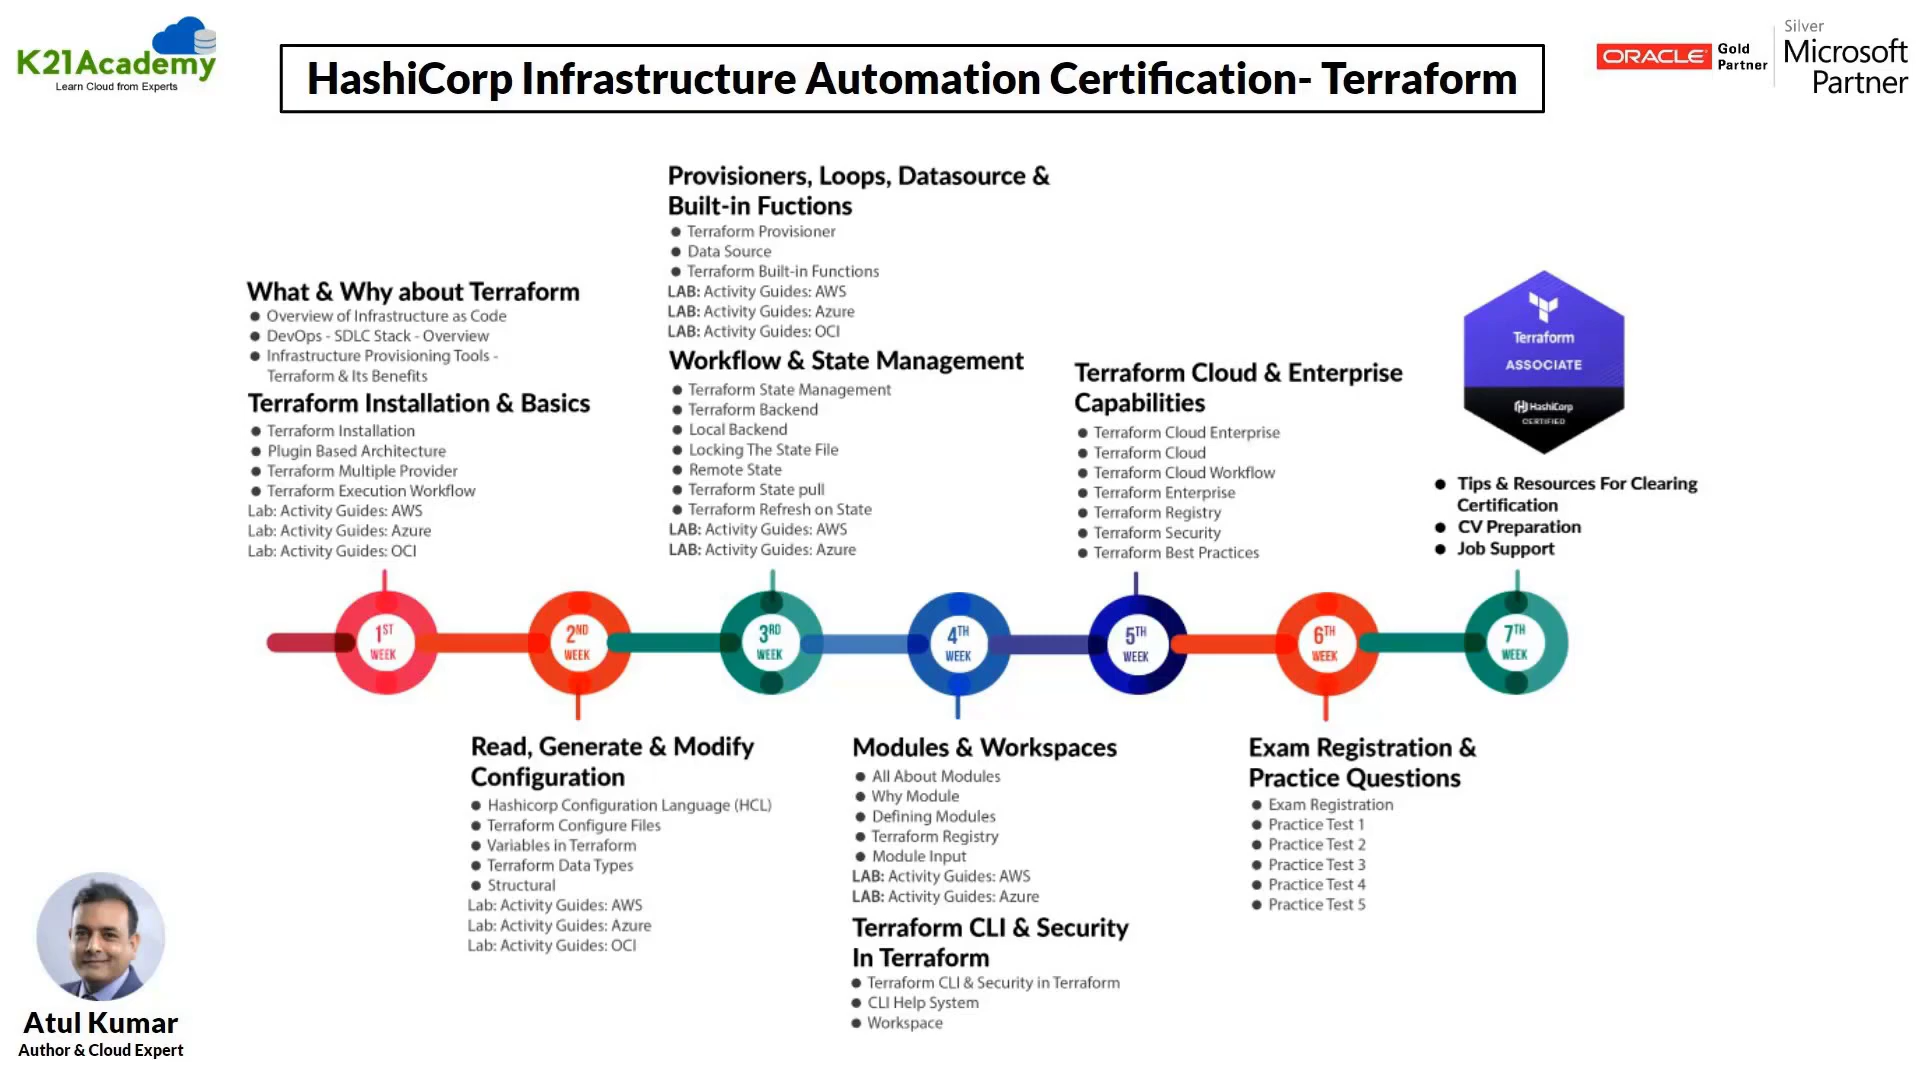 K21Academy
Learn Cloud from Experts
HashiCorp Infrastructure Automation Certification- Terraform
ORACLE
Gold
Partner
Silver
Microsoft
Partner
What & Why about Terraform
Overview of Infrastructure as Code
DevOps - SDLC Stack - Overview
Infrastructure Provisioning Tools -
Terraform & Its Benefits
Terraform Installation & Basics
Terraform Installation
Plugin Based Architecture
Terraform Multiple Provider
Terraform Execution Workflow
Lab: Activity Guides: AWS
Lab: Activity Guides: Azure
Lab: Activity Guides: OCI
Provisioners, Loops, Datasource &
Built-in Fuctions
Terraform Provisioner
Data Source
Terraform Built-in Functions
LAB: Activity Guides: AWS
LAB: Activity Guides: Azure
LAB: Activity Guides: OCI
Workflow & State Management
Terraform State Management
Terraform Backend
Local Backend
Locking The State File
Remote State
Terraform State pull
Terraform Refresh on State
LAB: Activity Guides: AWS
LAB: Activity Guides: Azure
Terraform Cloud & Enterprise
Capabilities
Terraform Cloud Enterprise
Terraform Cloud
Terraform Cloud Workflow
Terraform Enterprise
Terraform Registry
Terraform Security
Terraform Best Practices
Terraform
ASSOCIATE
HashiCorp
CERTIFIED
Tips & Resources For Clearing
Certification
CV Preparation
Job Support
1ST
WEEK
2ND
WEEK
3RD
WEEK
4TH
WEEK
5TH
WEEK
6TH
WEEK
7TH
WEEK
Read, Generate & Modify
Configuration
Hashicorp Configuration Language (HCL)
Terraform Configure Files
Variables in Terraform
Terraform Data Types
Structural
Lab: Activity Guides: AWS
Lab: Activity Guides: Azure
Lab: Activity Guides: OCI
Modules & Workspaces
All About Modules
Why Module
Defining Modules
Terraform Registry
Module Input
LAB: Activity Guides: AWS
LAB: Activity Guides: Azure
Terraform CLI & Security
In Terraform
Terraform CLI & Security in Terraform
CLI Help System
Workspace
Exam Registration &
Practice Questions
Exam Registration
Practice Test 1
Practice Test 2
Practice Test 3
Practice Test 4
Practice Test 5
Atul Kumar
Author & Cloud Expert